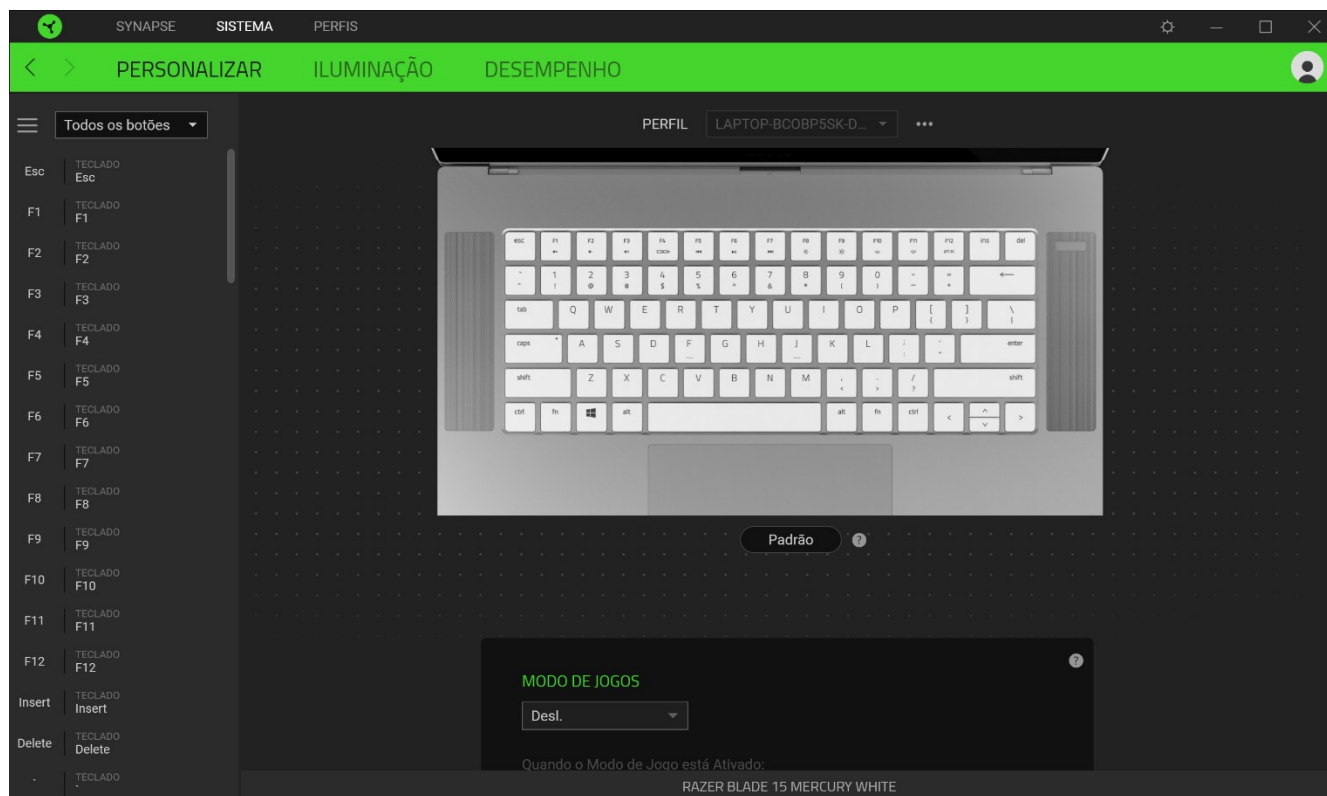 SYNAPSE SISTEMA PERFIS
PERSONALIZAR ILUMINAÇÃO DESEMPENHO
Todos os botões
PERFIL LAPTOP-BCOBP5SK-D...
Esc TECLADO
Esc
F1 TECLADO
F1
F2 TECLADO
F2
F3 TECLADO
F3
F4 TECLADO
F4
F5 TECLADO
F5
F6 TECLADO
F6
F7 TECLADO
F7
F8 TECLADO
F8
F9 TECLADO
F9
F10 TECLADO
F10
F11 TECLADO
F11
F12 TECLADO
F12
Insert TECLADO
Insert
Delete TECLADO
Delete
TECLADO
esc F1 F2 F3 F4 F5 F6 F7 F8 F9 F10 F11 F12 ins del
1 2 3 4 5 6 7 8 9 0 - =
! @ # $ % ^ & * ( ) _ +
tab Q W E R T Y U I O P [ ] \
{ } |
caps A S D F G H J K L ; ' enter
: "
shift Z X C V B N M , . / shift
< > ?
ctrl fn alt alt fn ctrl < ^ >
v
Padrão ?
?
MODO DE JOGOS
Desl.
Quando o Modo de Jogo está Ativado:
RAZER BLADE 15 MERCURY WHITE